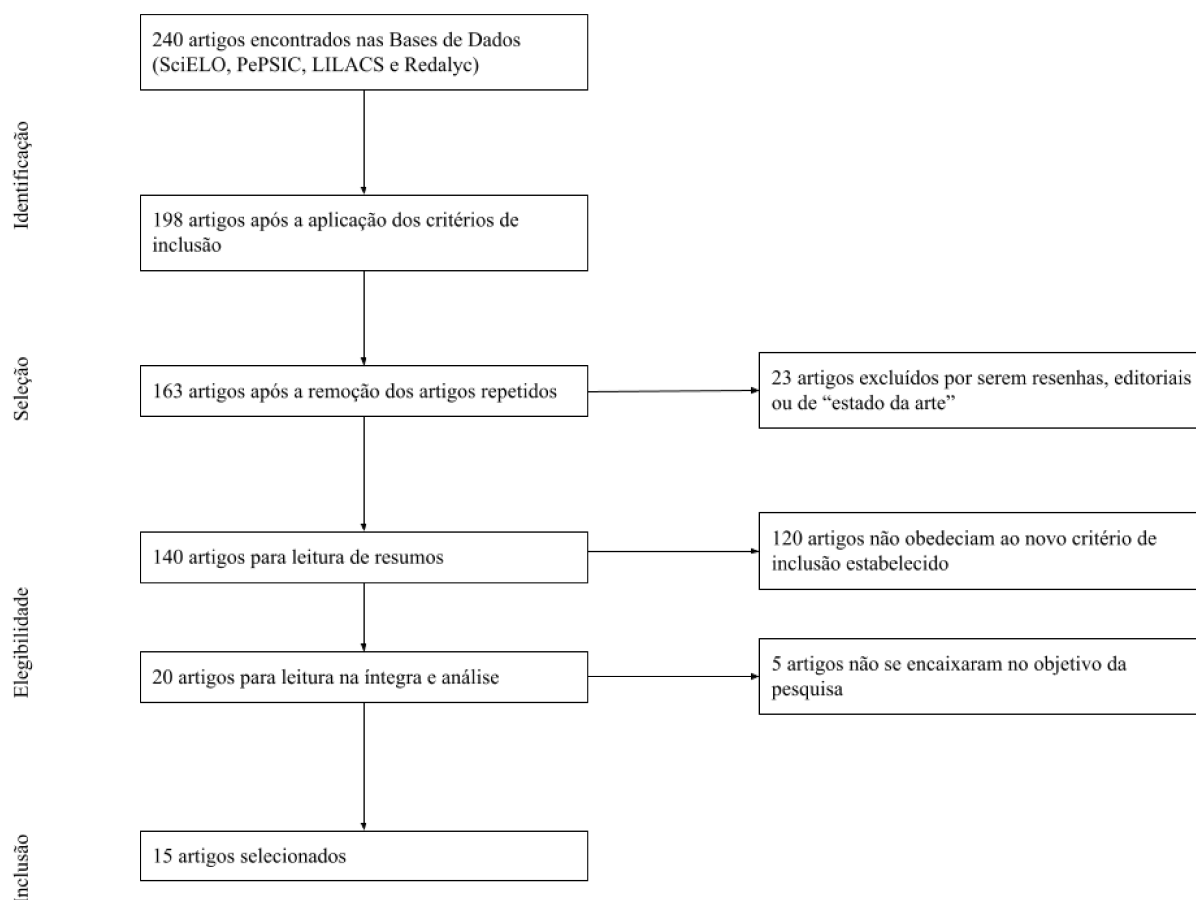 240 artigos encontrados nas Bases de Dados
(SciELO, PePSIC, LILACS e Redalyc)
Identificação
198 artigos após a aplicação dos critérios de
inclusão
Seleção
163 artigos após a remoção dos artigos repetidos
23 artigos excluídos por serem resenhas, editoriais
ou de “estado da arte”
Elegibilidade
140 artigos para leitura de resumos
120 artigos não obedeciam ao novo critério de
inclusão estabelecido
20 artigos para leitura na íntegra e análise
5 artigos não se encaixaram no objetivo da
pesquisa
Inclusão
15 artigos selecionados